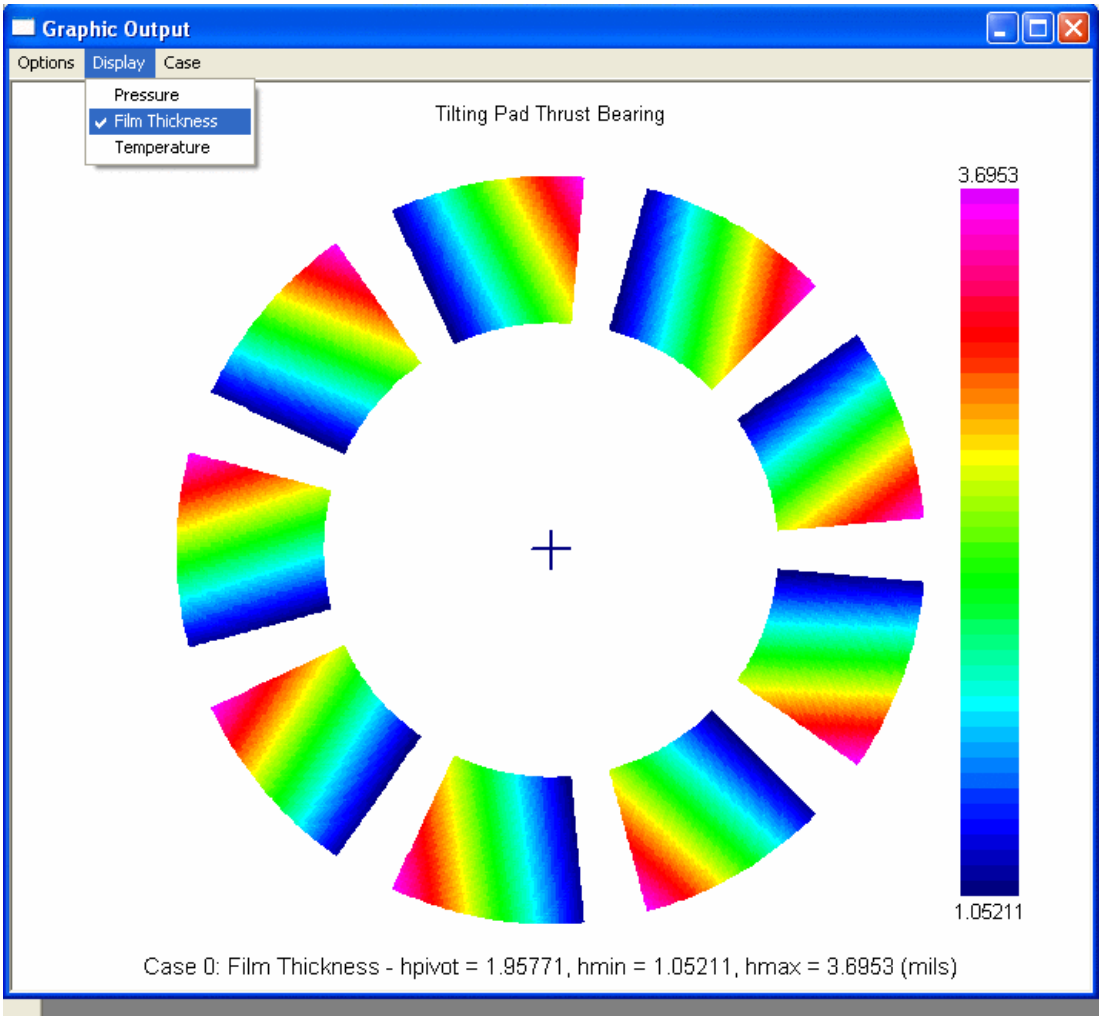 Graphic Output
Options Display Case
Pressure
Film Thickness
Temperature
Tilting Pad Thrust Bearing
3.6953
1.05211
Case 0: Film Thickness - hpivot = 1.95771, hmin = 1.05211, hmax = 3.6953 (mils)